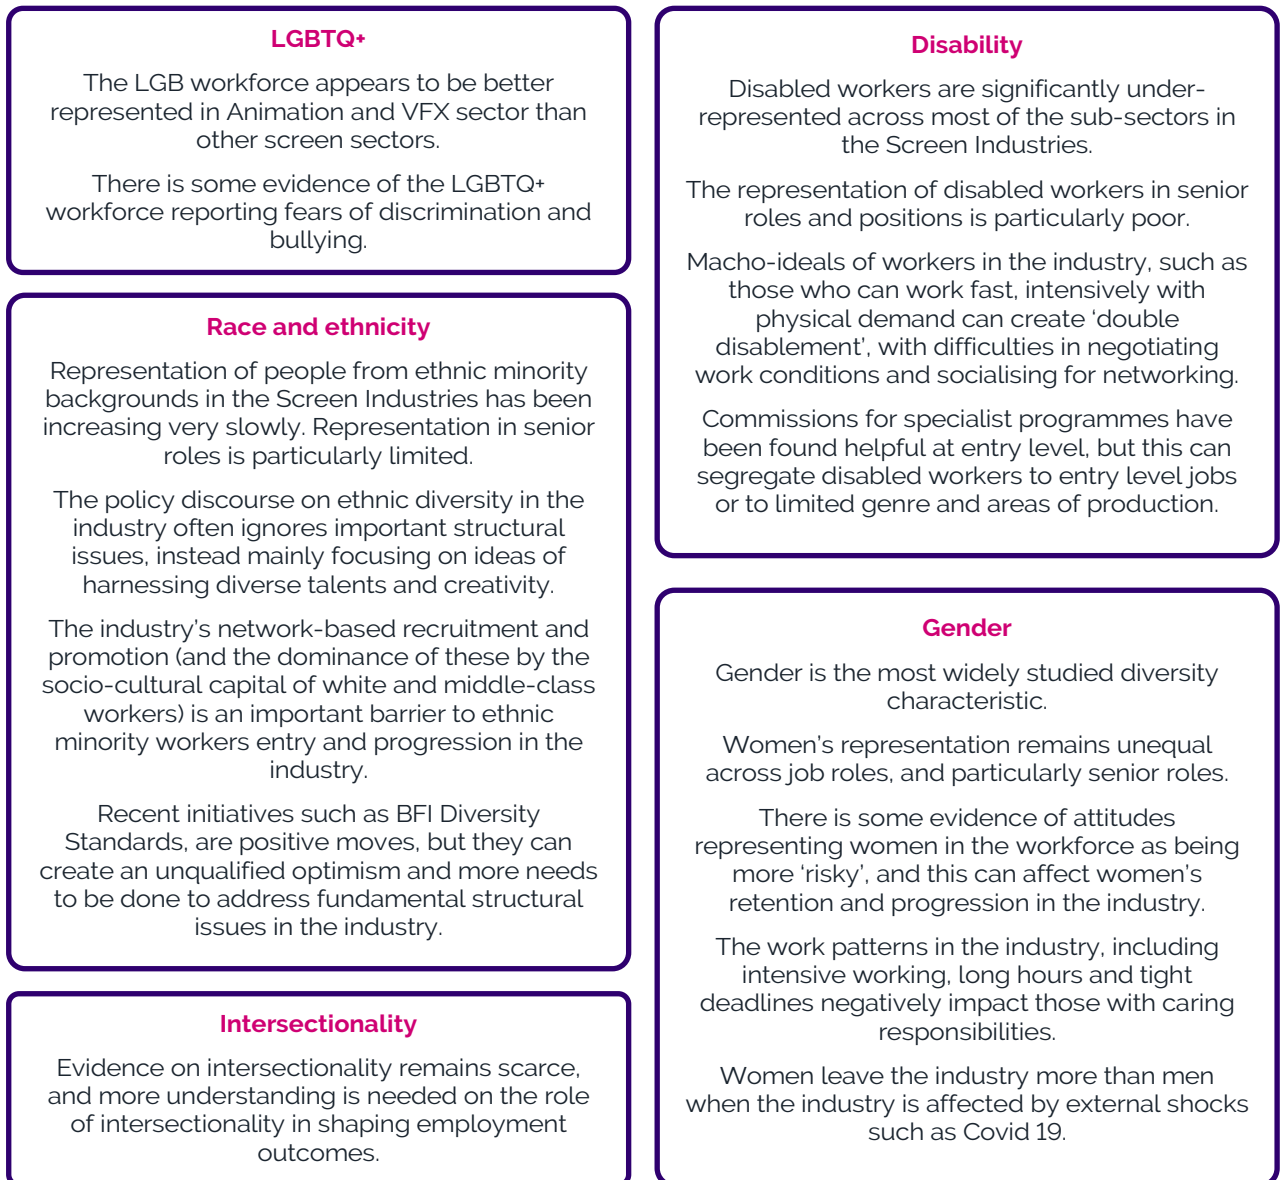 LGBTQ+
The LGB workforce appears to be better
represented in Animation and VFX sector than
other screen sectors.
There is some evidence of the LGBTQ+
workforce reporting fears of discrimination and
bullying.
Race and ethnicity
Representation of people from ethnic minority
backgrounds in the Screen Industries has been
increasing very slowly. Representation in senior
roles is particularly limited.
The policy discourse on ethnic diversity in the
industry often ignores important structural
issues, instead mainly focusing on ideas of
harnessing diverse talents and creativity.
The industry's network-based recruitment and
promotion (and the dominance of these by the
socio-cultural capital of white and middle-class
workers) is an important barrier to ethnic
minority workers entry and progression in the
industry.
Recent initiatives such as BFI Diversity
Standards, are positive moves, but they can
create an unqualified optimism and more needs
to be done to address fundamental structural
issues in the industry.
Intersectionality
Evidence on intersectionality remains scarce,
and more understanding is needed on the role
of intersectionality in shaping employment
outcomes.
Disability
Disabled workers are significantly under-
represented across most of the sub-sectors in
the Screen Industries.
The representation of disabled workers in senior
roles and positions is particularly poor.
Macho-ideals of workers in the industry, such as
those who can work fast, intensively with
physical demand can create ‘double
disablement’, with difficulties in negotiating
work conditions and socialising for networking.
Commissions for specialist programmes have
been found helpful at entry level, but this can
segregate disabled workers to entry level jobs
or to limited genre and areas of production.
Gender
Gender is the most widely studied diversity
characteristic.
Women's representation remains unequal
across job roles, and particularly senior roles.
There is some evidence of attitudes
representing women in the workforce as being
more ‘risky’, and this can affect women's
retention and progression in the industry.
The work patterns in the industry, including
intensive working, long hours and tight
deadlines negatively impact those with caring
responsibilities.
Women leave the industry more than men
when the industry is affected by external shocks
such as Covid 19.